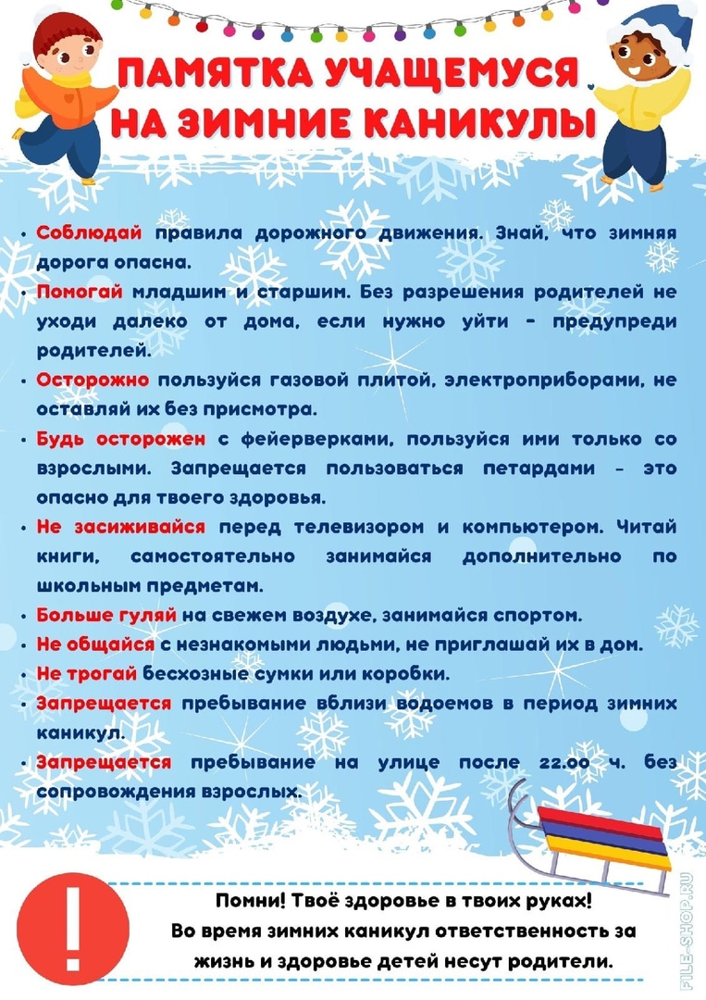 ПАМЯТКА УЧАЩЕМУСЯ
НА ЗИМНИЕ КАНИКУЛЫ
• Соблюдай правила дорожного движения. Знай, что зимняя
дорога опасна.
• Помогай младшим и старшим. Без разрешения родителей не
уходи далеко от дома, если нужно уйти - предупреди
родителей.
• Осторожно пользуйся газовой плитой, электроприборами, не
оставляй их без присмотра.
• Будь осторожен с фейерверками, пользуйся ими только со
взрослыми. Запрещается пользоваться петардами – это
опасно для твоего здоровья.
• Не засиживайся перед телевизором и компьютером. Читай
книги, самостоятельно занимайся дополнительно по
школьным предметам.
• Больше гуляй на свежем воздухе, занимайся спортом.
• Не общайся с незнакомыми людьми, не приглашай их в дом.
• Не трогай бесхозные сумки или коробки.
• Запрещается пребывание вблизи водоемов в период зимних
каникул.
• Запрещается пребывание на улице после 22.00 ч. без
сопровождения взрослых.
!
Помни! Твоё здоровье в твоих руках!
Во время зимних каникул ответственность за
жизнь и здоровье детей несут родители.
FILE-SHOP.RU